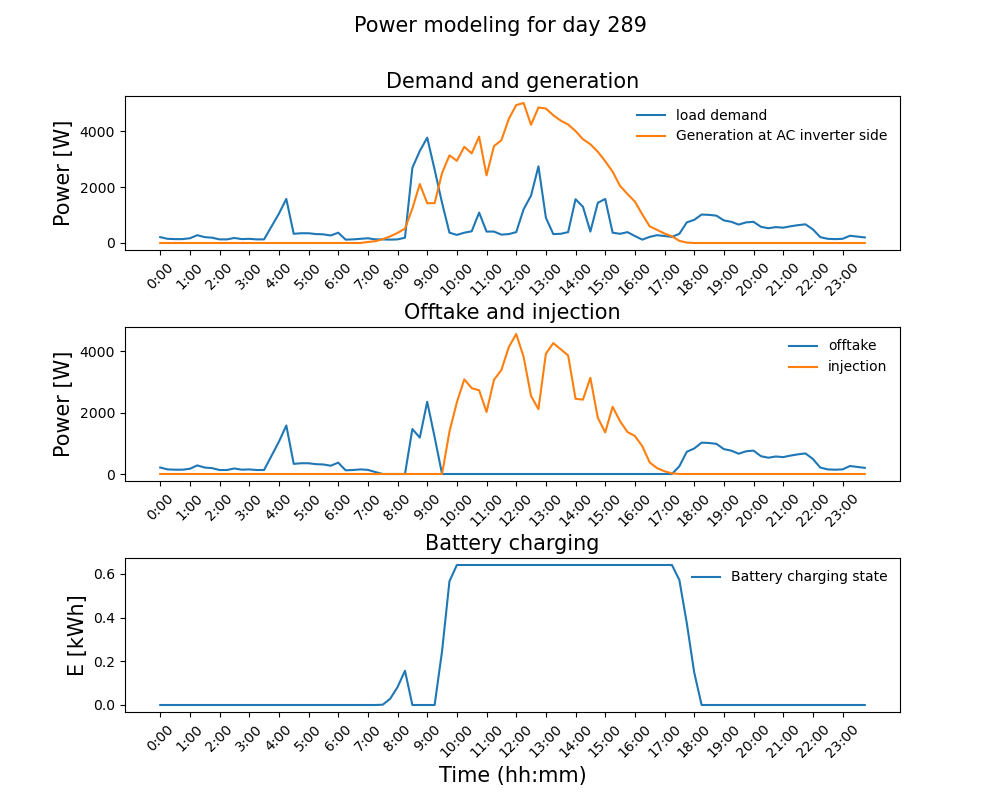 Power modeling for day 289
Demand and generation
Power [W]
4000
2000
0
load demand
Generation at AC inverter side
0:00 1:00 2:00 3:00 4:00 5:00 6:00 7:00 8:00 9:00 10:00 11:00 12:00 13:00 14:00 15:00 16:00 17:00 18:00 19:00 20:00 21:00 22:00 23:00
Offtake and injection
Power [W]
4000
2000
0
offtake
injection
0:00 1:00 2:00 3:00 4:00 5:00 6:00 7:00 8:00 9:00 10:00 11:00 12:00 13:00 14:00 15:00 16:00 17:00 18:00 19:00 20:00 21:00 22:00 23:00
Battery charging
E [kWh]
0.6
0.4
0.2
0.0
Battery charging state
0:00 1:00 2:00 3:00 4:00 5:00 6:00 7:00 8:00 9:00 10:00 11:00 12:00 13:00 14:00 15:00 16:00 17:00 18:00 19:00 20:00 21:00 22:00 23:00
Time (hh:mm)